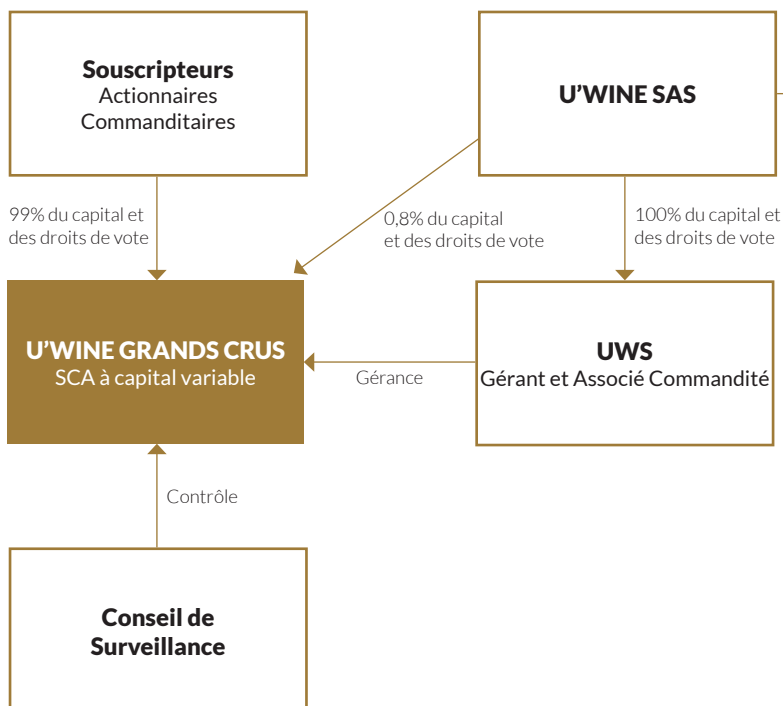 Souscripteurs
Actionnaires
Commanditaires
U'WINE SAS
99% du capital et
des droits de vote
0,8% du capital
et des droits de vote
100% du capital et
des droits de vote
U'WINE GRANDS CRUS
SCA à capital variable
Gérance
UWS
Gérant et Associé Commandité
Contrôle
Conseil de
Surveillance